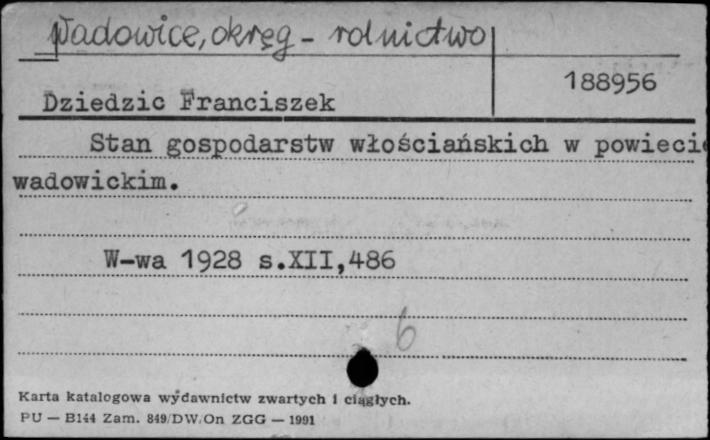 Wadowice, okręg - rolnictwo
188956
Dziedzic Franciszek
Stan gospodarstw włościańskich w powiecie
wadowickim.
W-wa 1928 s.XII,486
6
Karta katalogowa wydawnictw zwartych i ciągłych.
PU — B144 Zam. 849/DW/On ZGG — 1991